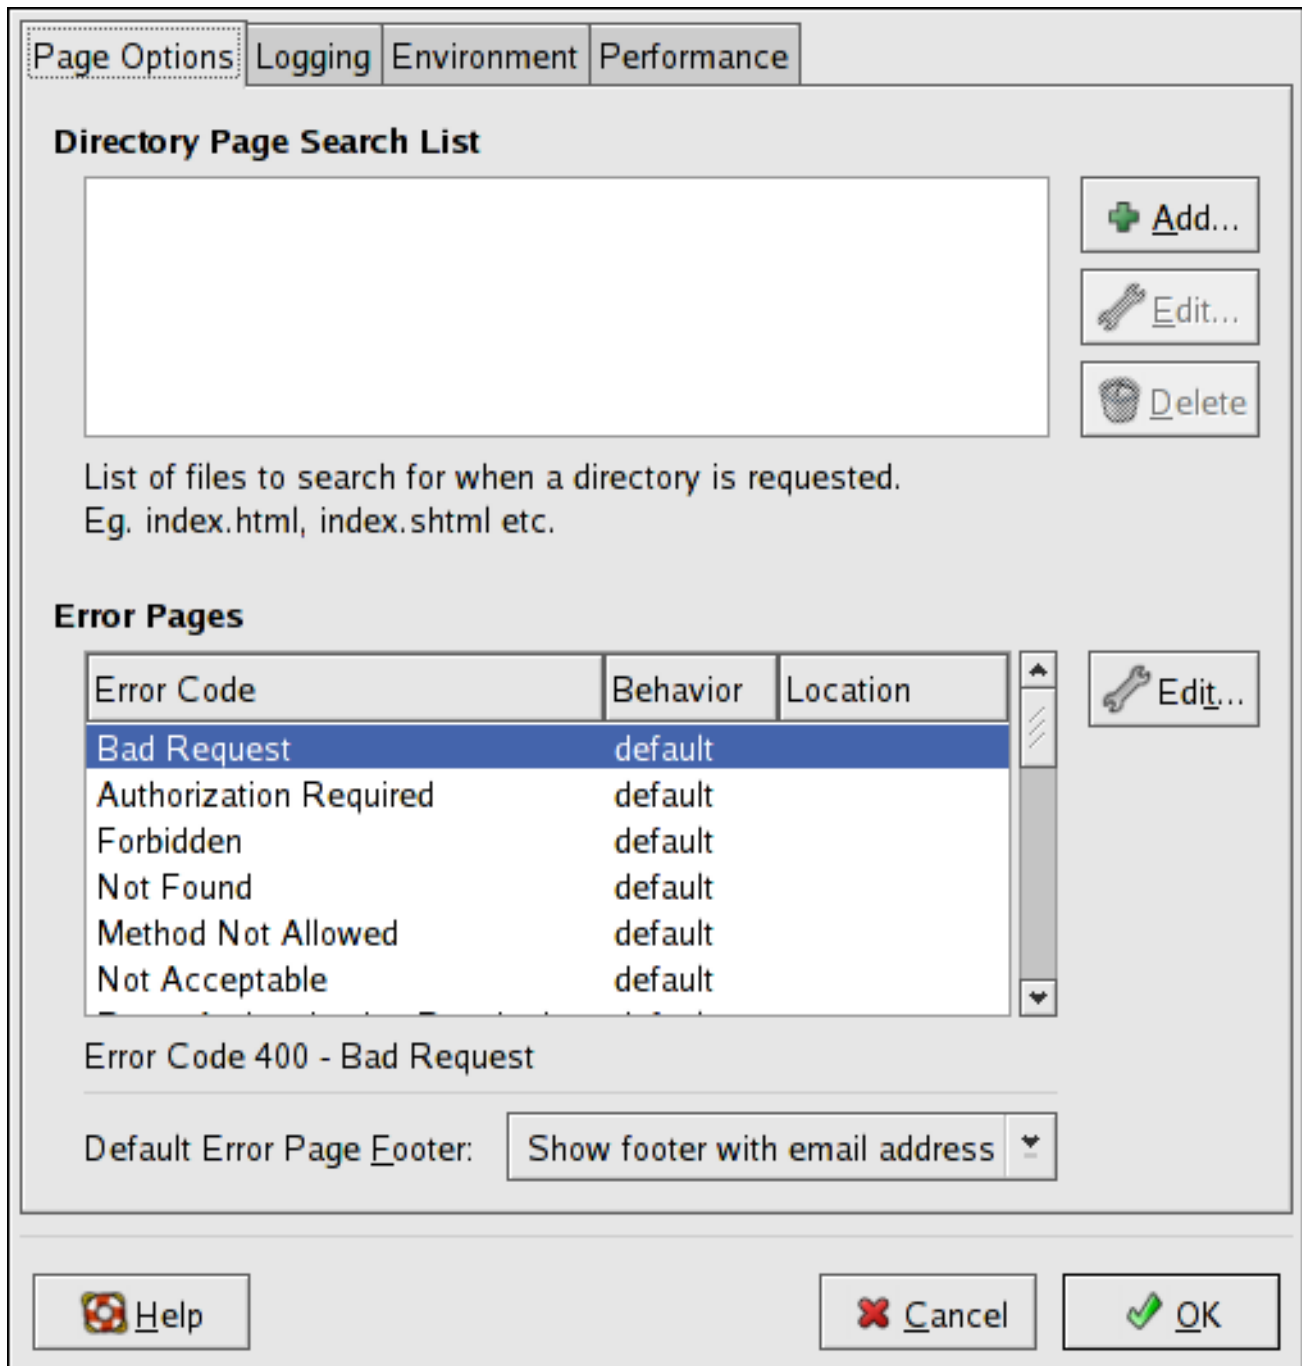 Page Options Logging Environment Performance
Directory Page Search List
Add...
Edit...
Delete
List of files to search for when a directory is requested.
Eg. index.html, index.shtml etc.
Error Pages
Error Code Behavior Location
Edit...
Bad Request default
Authorization Required default
Forbidden default
Not Found default
Method Not Allowed default
Not Acceptable default
Error Code 400 - Bad Request
Default Error Page Footer: Show footer with email address
Help Cancel OK